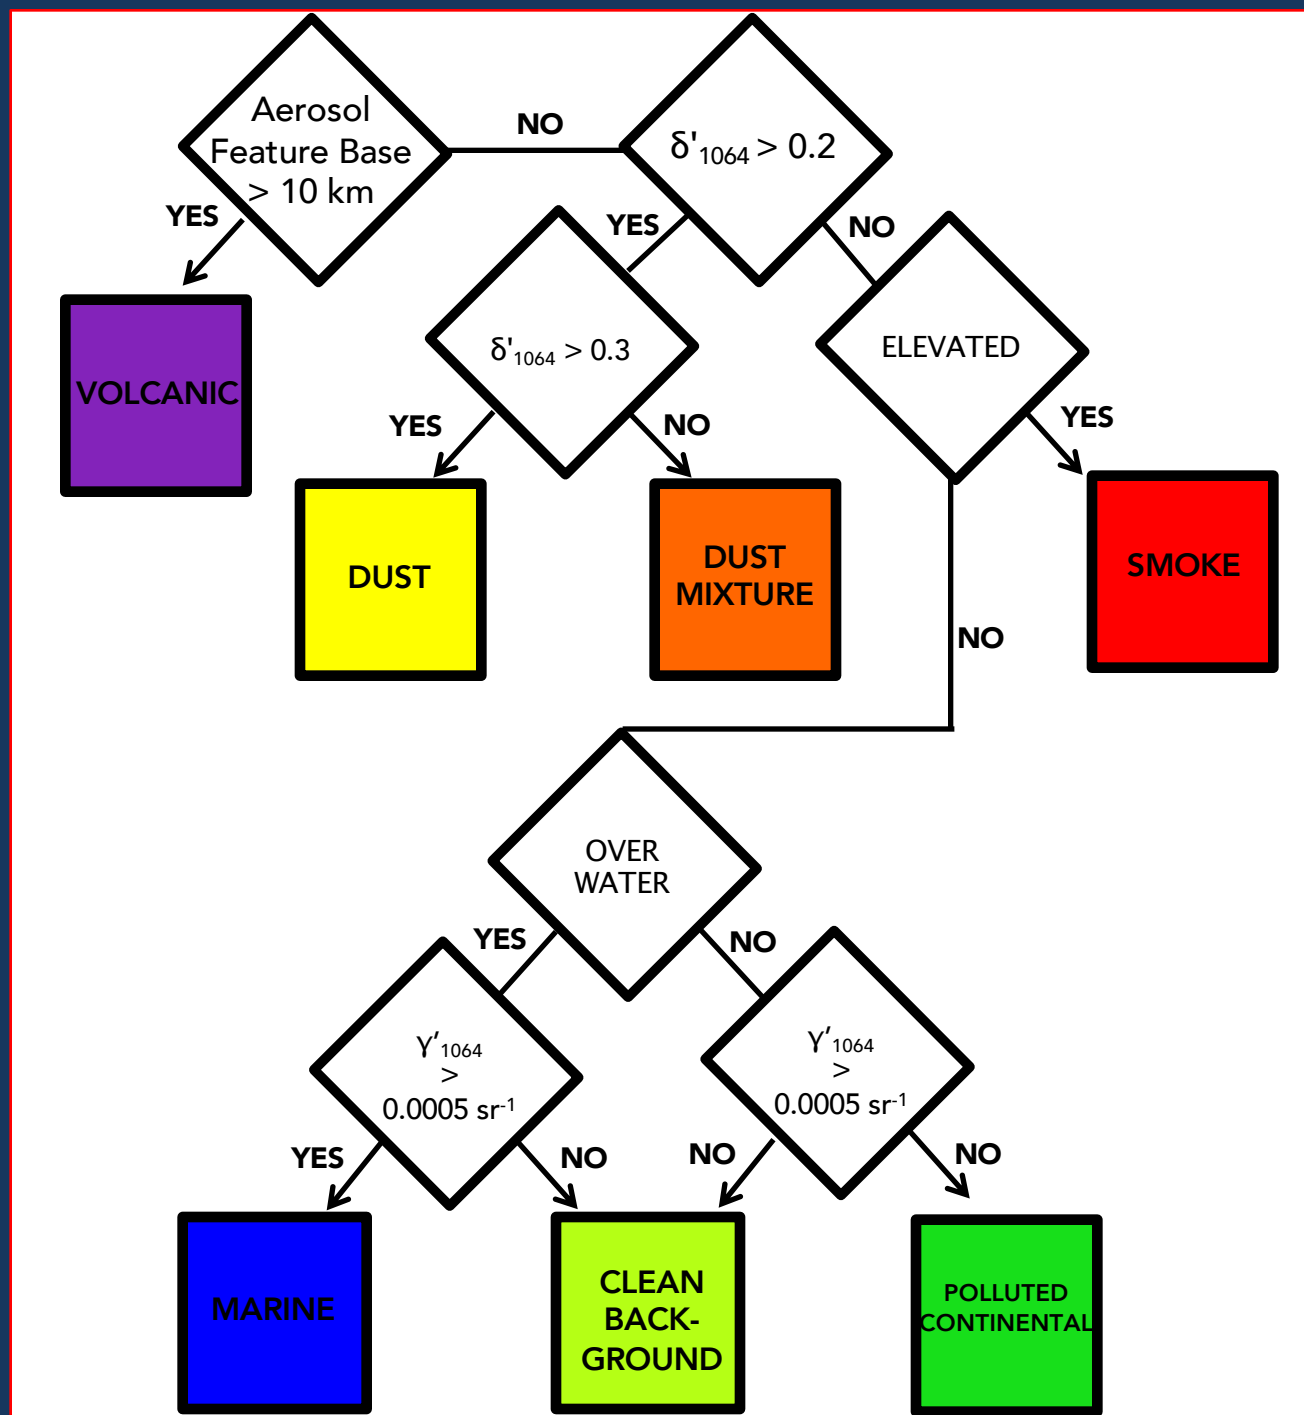 Aerosol
Feature Base
> 10 km
NO
δ'1064 > 0.2
YES
YES
NO
VOLCANIC
δ'1064 > 0.3
ELEVATED
YES
NO
YES
DUST
DUST
MIXTURE
SMOKE
NO
OVER
WATER
YES
NO
γ′1064
>
0.0005 sr-1
γ′1064
>
0.0005 sr-1
YES
NO
NO
NO
MARINE
CLEAN
BACK-
GROUND
POLLUTED
CONTINENTAL